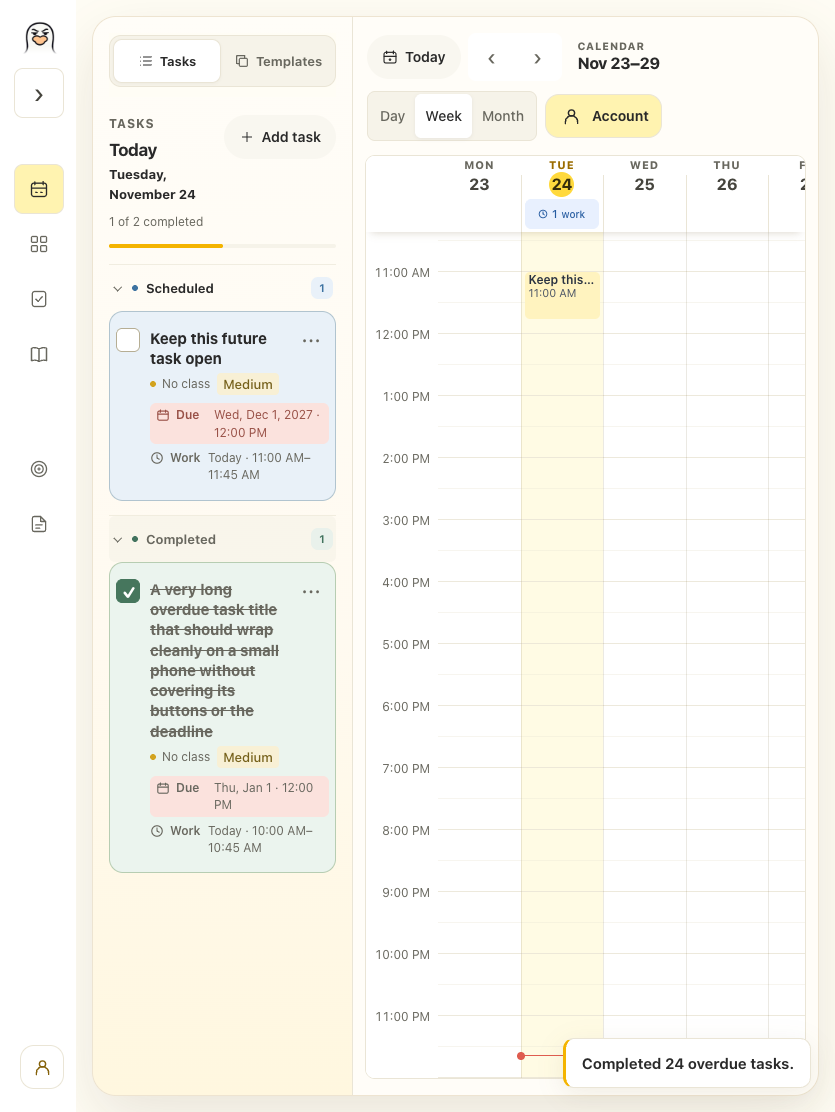 Tasks
Templates
TASKS
Today
Tuesday,
November 24
Add task
1 of 2 completed
Scheduled
1
Keep this future
task open
No class
Medium
Due
Wed, Dec 1, 2027 ·
12:00 PM
Work
Today · 11:00 AM–
11:45 AM
Completed
1
A very long
overdue task title
that should wrap
cleanly on a small
phone without
covering its
buttons or the
deadline
No class
Medium
Due
Thu, Jan 1 · 12:00
PM
Work
Today · 10:00 AM–
10:45 AM
Today
CALENDAR
Nov 23–29
Day
Week
Month
Account
MON
23
TUE
24
WED
25
THU
26
F
2
1 work
11:00 AM
Keep this...
11:00 AM
12:00 PM
1:00 PM
2:00 PM
3:00 PM
4:00 PM
5:00 PM
6:00 PM
7:00 PM
8:00 PM
9:00 PM
10:00 PM
11:00 PM
Completed 24 overdue tasks.